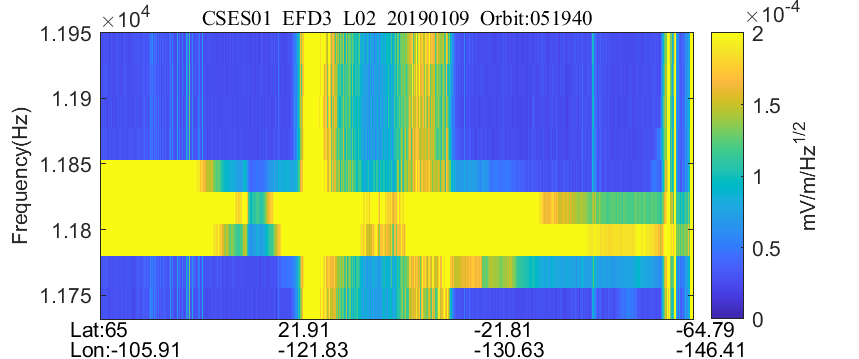 CSES01 EFD3 L02 20190109 Orbit:051940
×10⁴
×10⁻⁴
1.195
1.19
1.185
1.18
1.175
Frequency(Hz)
2
1.5
1
0.5
0
mV/m/Hz^1/2
Lat:65 21.91 -21.81 -64.79
Lon:-105.91 -121.83 -130.63 -146.41